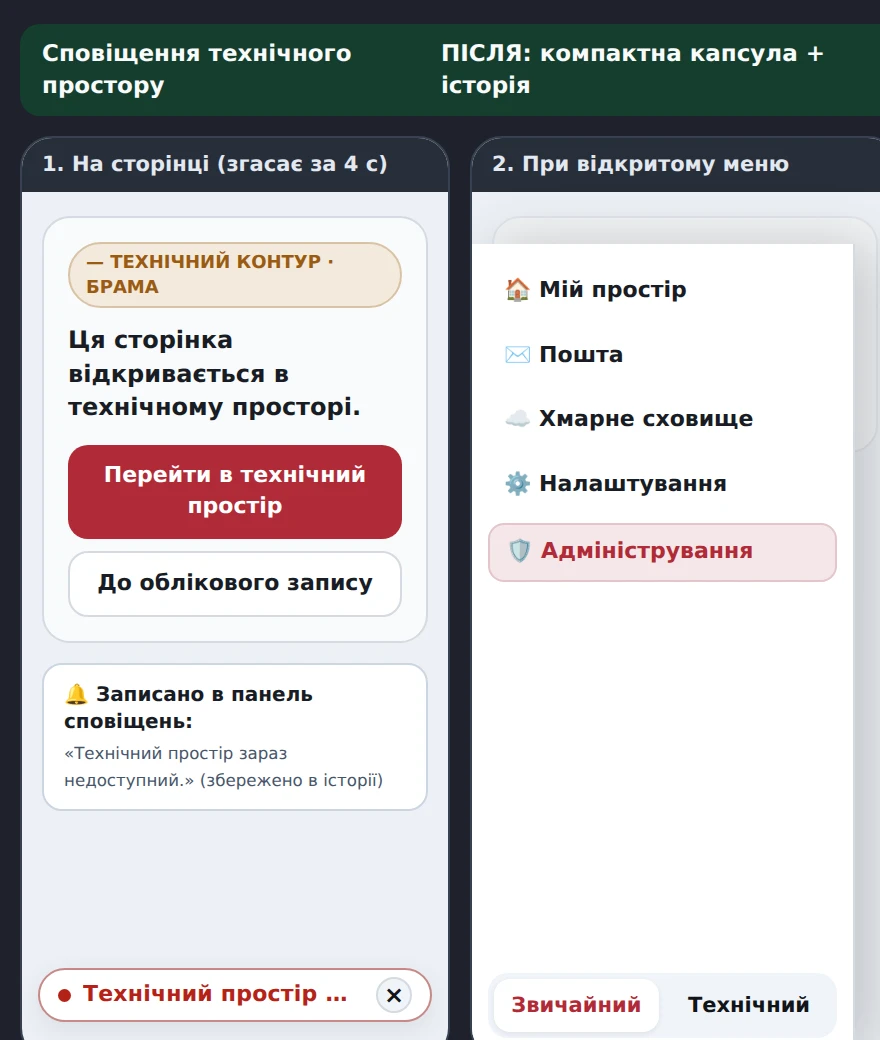 Сповіщення технічного
простору
ПІСЛЯ: компактна капсула +
історія
1. На сторінці (згасає за 4 с)
— ТЕХНІЧНИЙ КОНТУР ·
БРАМА
Ця сторінка
відкривається в
технічному просторі.
Перейти в технічний
простір
До облікового запису
🔔 Записано в панель
сповіщень:
«Технічний простір зараз
недоступний.» (збережено в історії)
Технічний простір ...
×
2. При відкритому меню
🏠 Мій простір
✉️ Пошта
☁️ Хмарне сховище
⚙️ Налаштування
🛡️ Адміністрування
Звичайний
Технічний